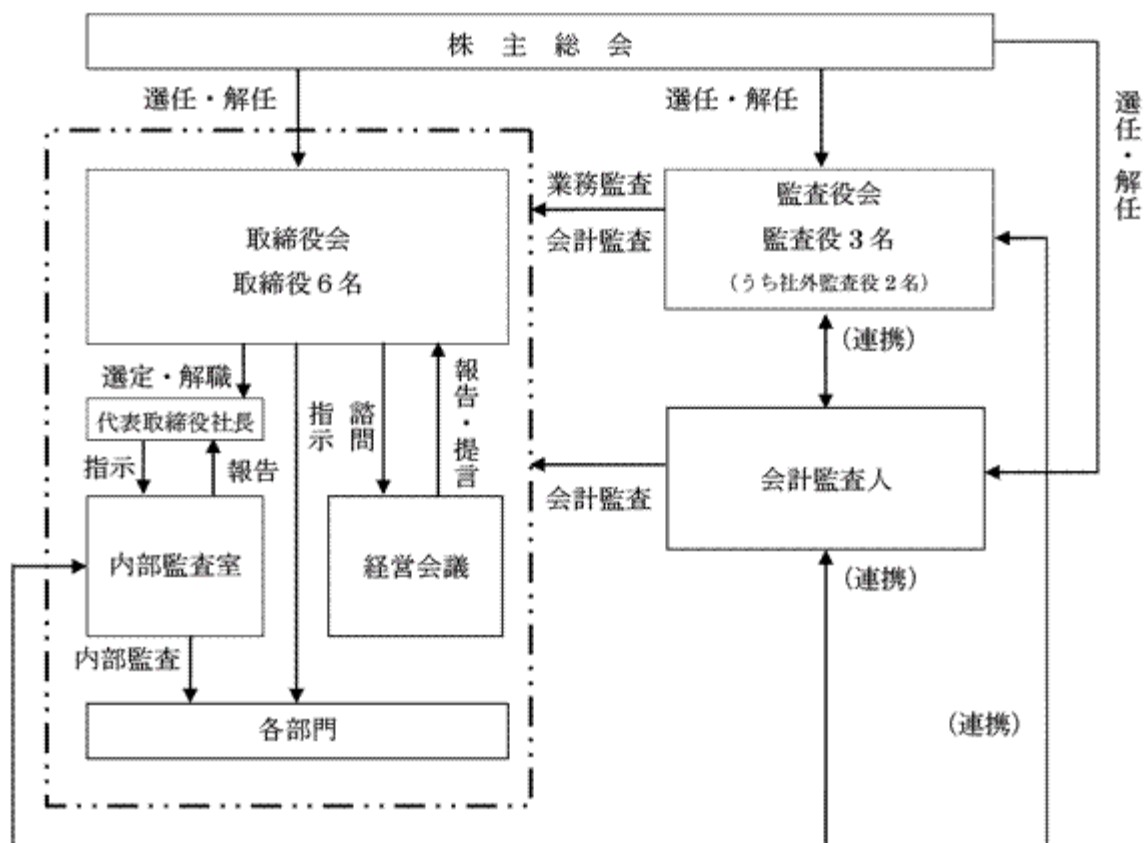 株主総会
選任・解任
選任・解任
選任・解任
取締役会
取締役6名
業務監査
会計監査
監査役会
監査役3名
(うち社外監査役2名)
(連携)
選定・解職
代表取締役社長
指示
報告
指示
諮問
報告・提言
会計監査
会計監査人
内部監査室
経営会議
(連携)
内部監査
各部門
(連携)